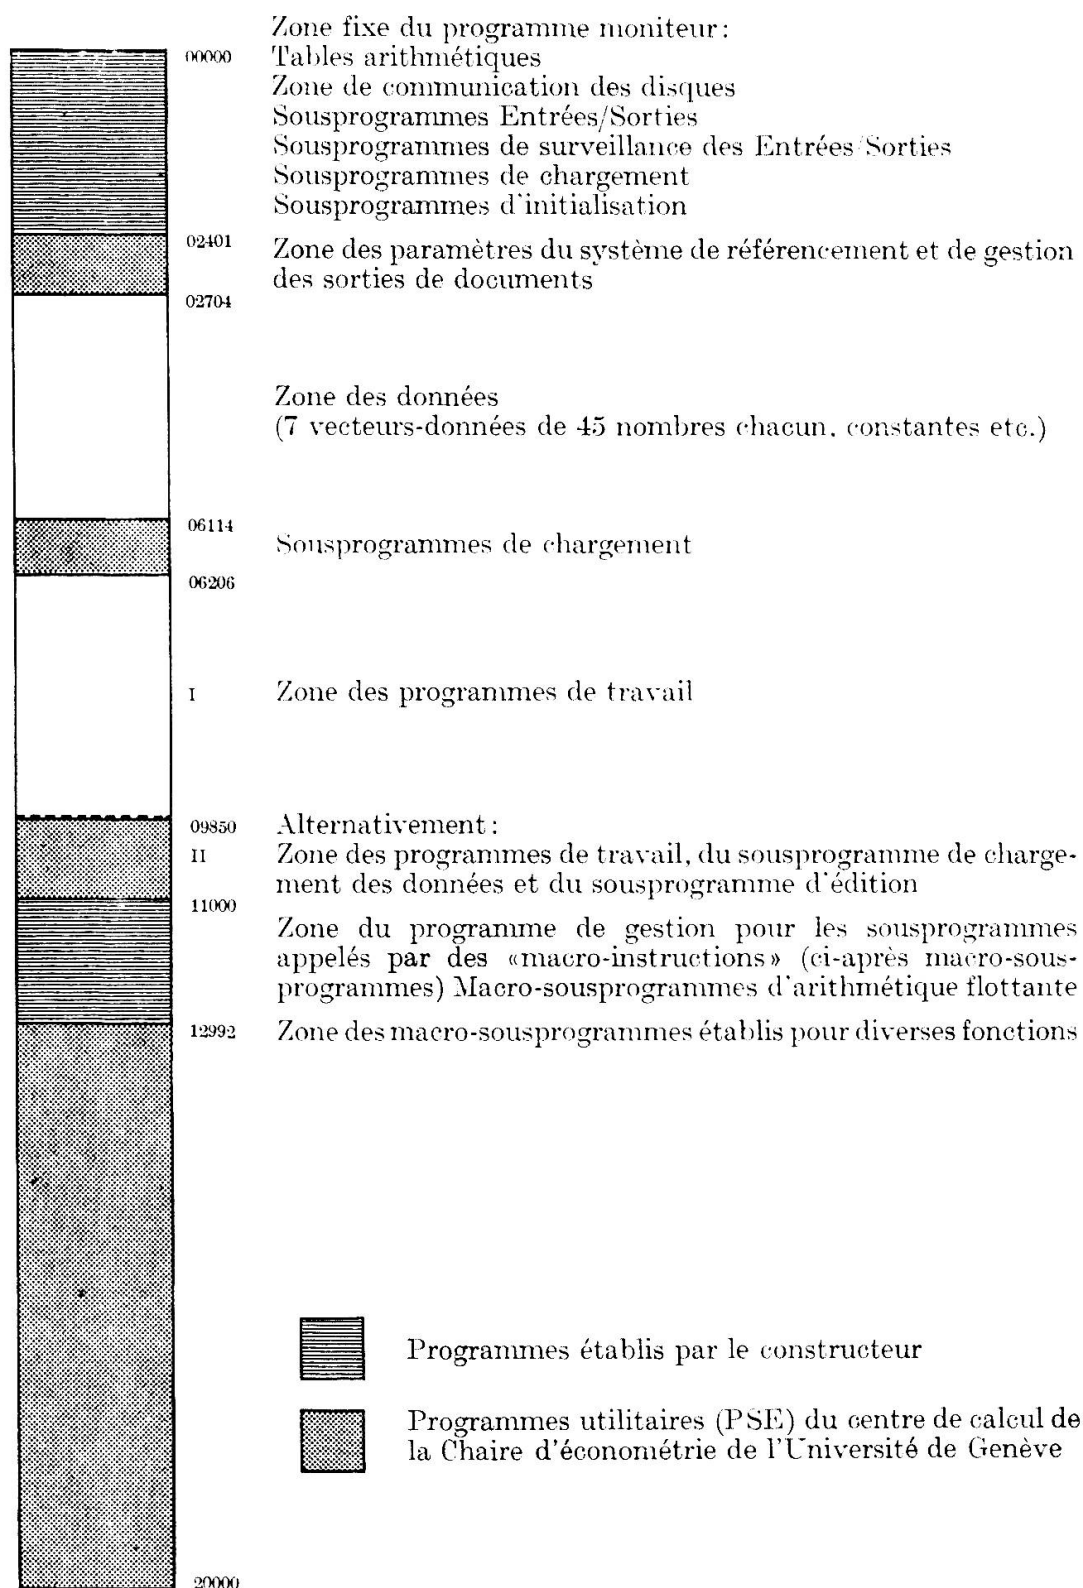 Zone fixe du programme moniteur:
00000 Tables arithmétiques
Zone de communication des disques
Sousprogrammes Entrées/Sorties
Sousprogrammes de surveillance des Entrées/Sorties
Sousprogrammes de chargement
Sousprogrammes d'initialisation
02401 Zone des paramètres du système de référencement et de gestion
des sorties de documents
02704
Zone des données
(7 vecteurs-données de 45 nombres chacun, constantes etc.)
06114
Sousprogrammes de chargement
06206
I Zone des programmes de travail
09850 Alternativement:
II Zone des programmes de travail, du sousprogramme de charge-
ment des données et du sousprogramme d'édition
11000
Zone du programme de gestion pour les sousprogrammes
appelés par des «macro-instructions» (ci-après macro-sous-
programmes) Macro-sousprogrammes d'arithmétique flottante
12992 Zone des macro-sousprogrammes établis pour diverses fonctions
Programmes établis par le constructeur
Programmes utilitaires (PSE) du centre de calcul de
la Chaire d'économétrie de l'Université de Genève
20000